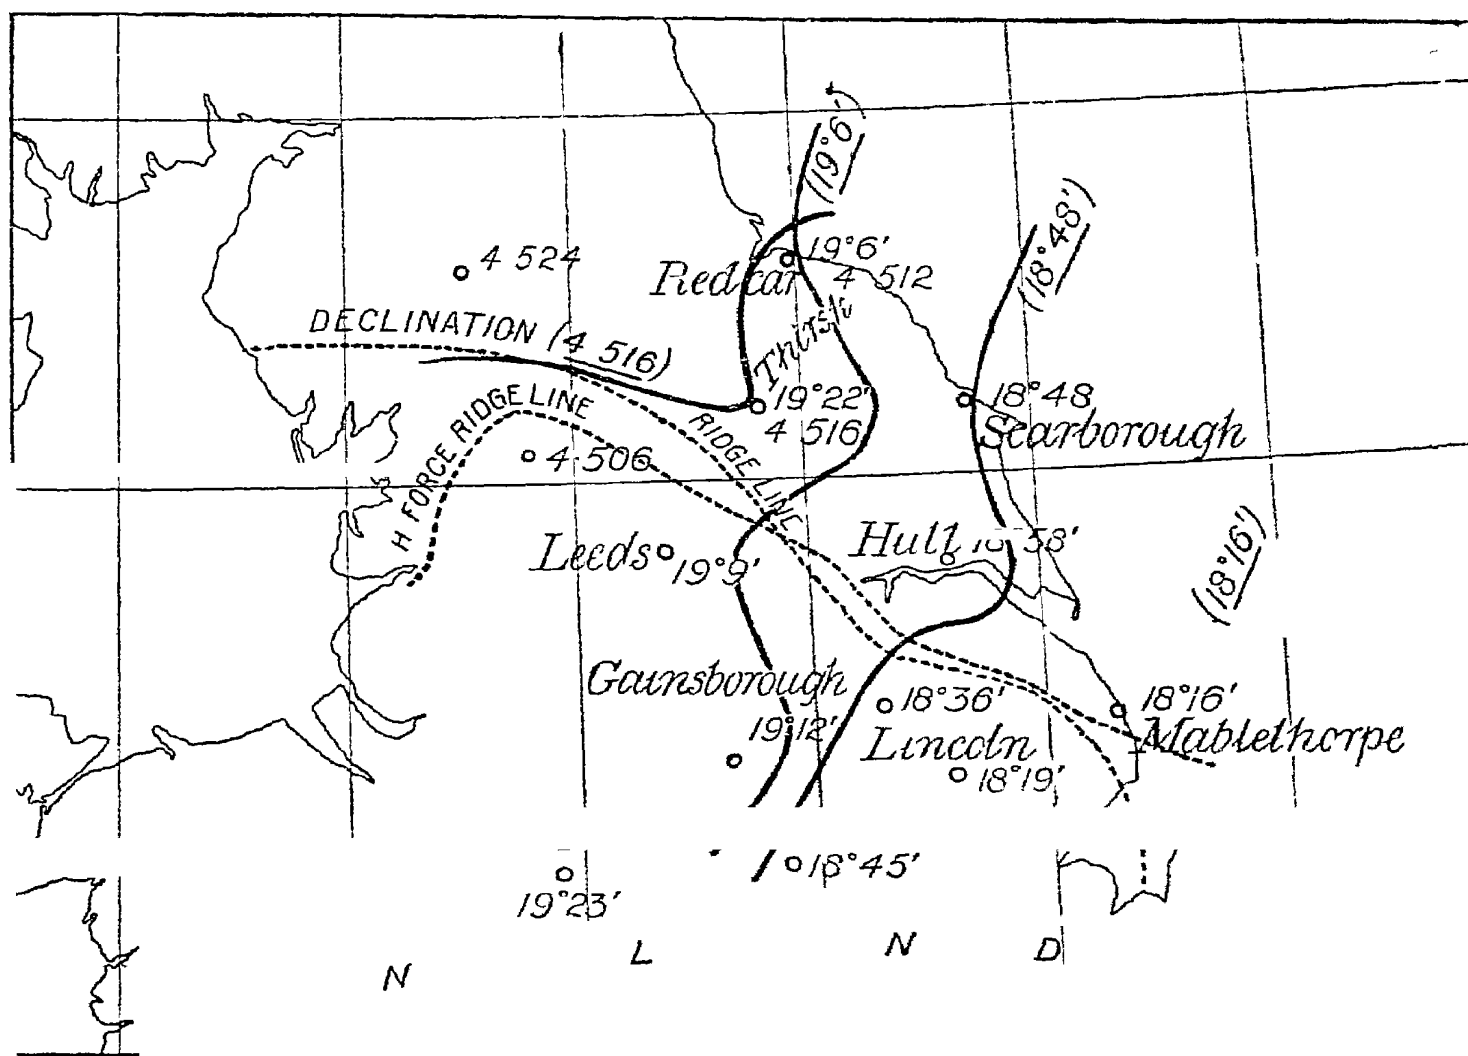 (19°6')
(18°48')
4 524
19°6'
Redcar
4 512
DECLINATION (4 516)
Thirsk
19°22'
4 516
18°48
Scarborough
H FORCE RIDGE LINE
RIDGE LINE
4 506
Leeds
19°9'
Hull
(18°16')
Gainsborough
19°12'
18°36'
Lincoln
18°19'
18°16'
Mablethorpe
18°45'
19°23'
N L N D